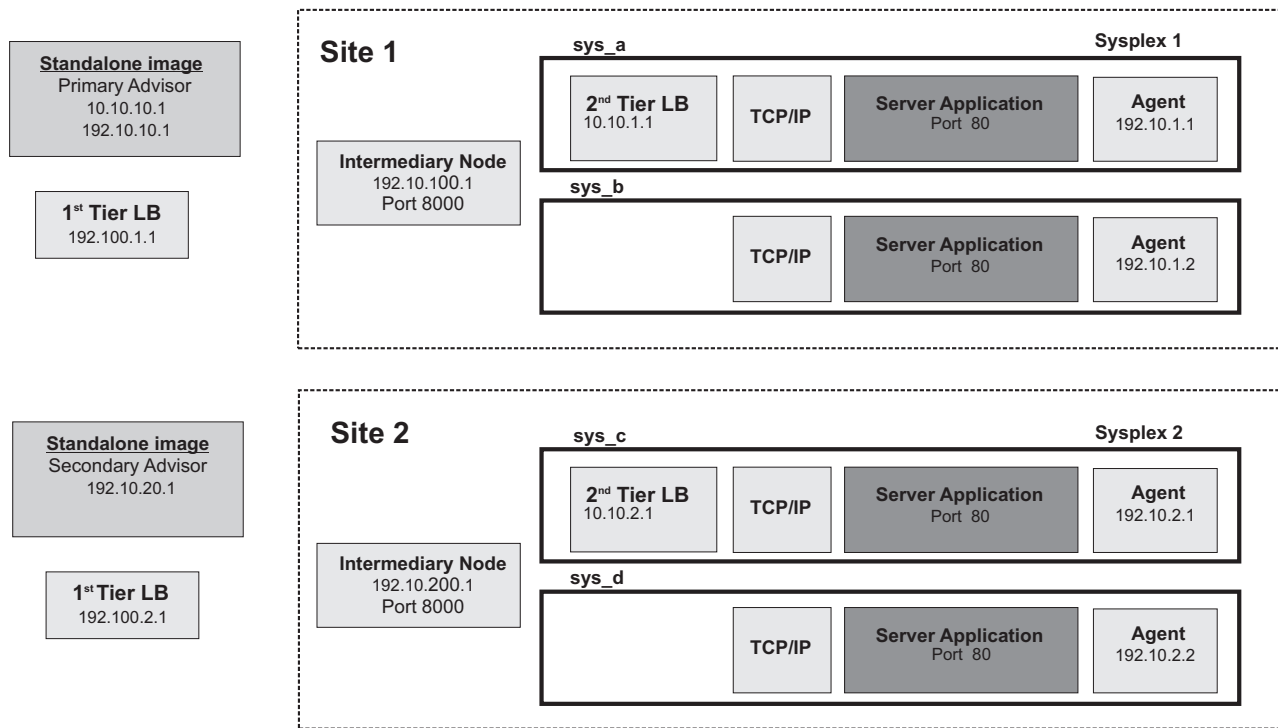 Standalone image
Primary Advisor
10.10.10.1
192.10.10.1
1st Tier LB
192.100.1.1
Site 1
Intermediary Node
192.10.100.1
Port 8000
sys_a
Sysplex 1
2nd Tier LB
10.10.1.1
TCP/IP
Server Application
Port 80
Agent
192.10.1.1
sys_b
TCP/IP
Server Application
Port 80
Agent
192.10.1.2
Standalone image
Secondary Advisor
192.10.20.1
1st Tier LB
192.100.2.1
Site 2
Intermediary Node
192.10.200.1
Port 8000
sys_c
Sysplex 2
2nd Tier LB
10.10.2.1
TCP/IP
Server Application
Port 80
Agent
192.10.2.1
sys_d
TCP/IP
Server Application
Port 80
Agent
192.10.2.2